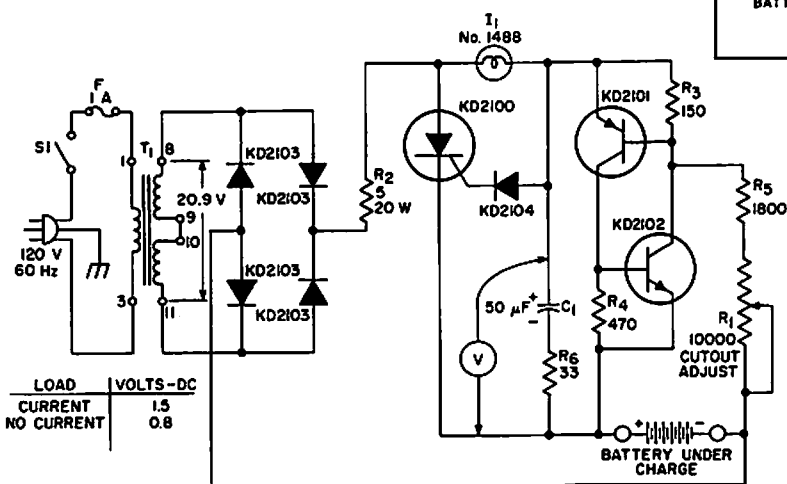 BATT
I1
No. 1488
F
1 A
S1
T1
1
8
9
10
11
3
20.9 V
120 V
60 Hz
KD2103
KD2103
KD2103
KD2103
R2
5
20 W
KD2100
KD2104
KD2101
R3
150
KD2102
R5
1800
50 μF
+
-
C1
R4
470
R6
33
R1
10000
CUTOUT
ADJUST
V
LOAD VOLTS-DC
CURRENT 1.5
NO CURRENT 0.8
+ -
BATTERY UNDER
CHARGE